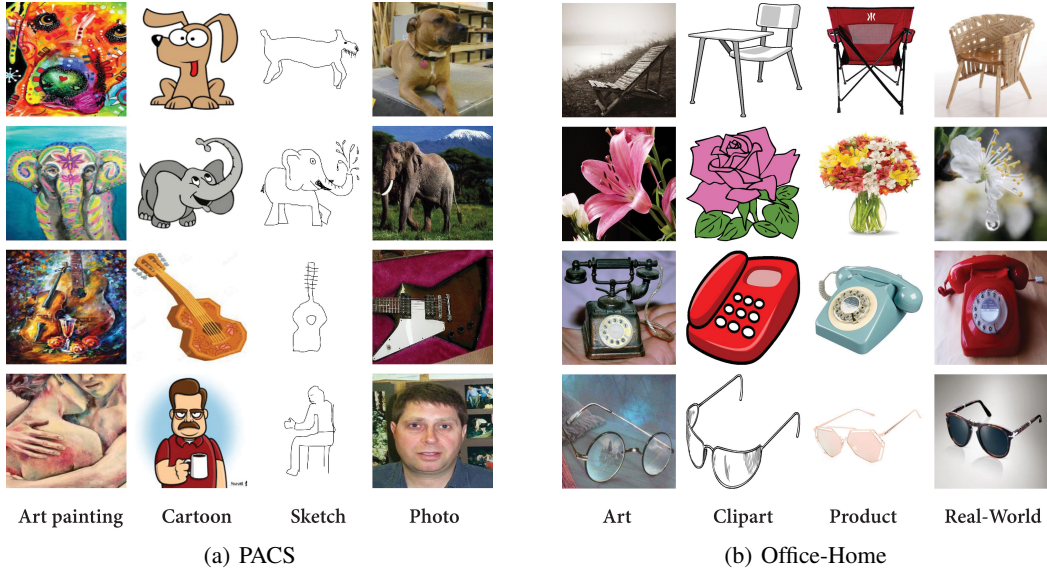 Art painting Cartoon Sketch Photo
(a) PACS
Art Clipart Product Real-World
(b) Office-Home